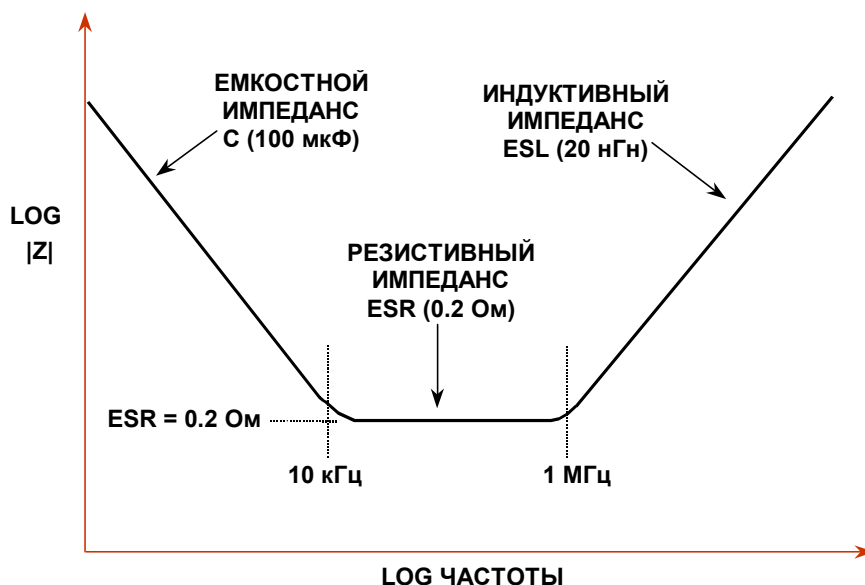 ЕМКОСТНОЙ
ИМПЕДАНС
C (100 мкФ)
ИНДУКТИВНЫЙ
ИМПЕДАНС
ESL (20 нГн)
LOG
|Z|
РЕЗИСТИВНЫЙ
ИМПЕДАНС
ESR (0.2 Ом)
ESR = 0.2 Ом
10 кГц
1 МГц
LOG ЧАСТОТЫ